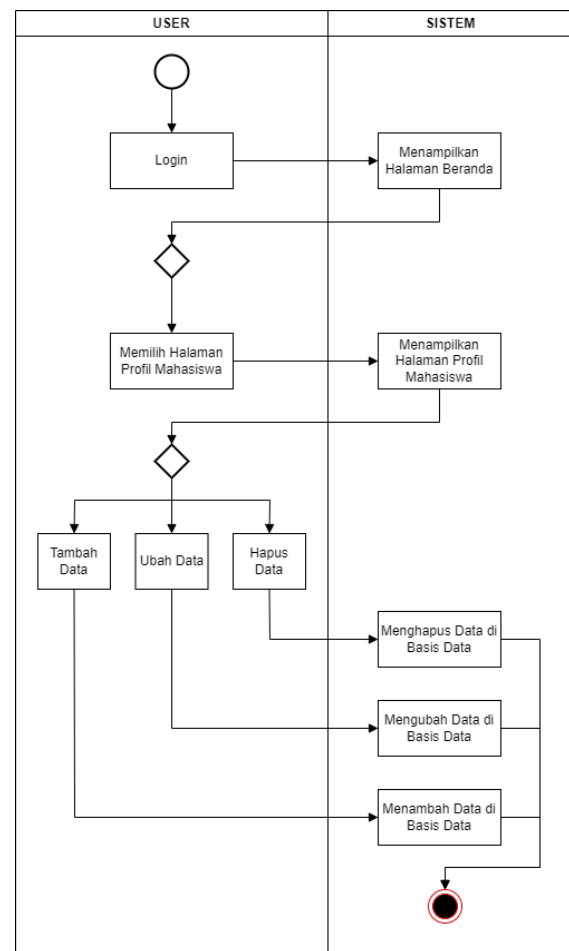 USER
SISTEM
Login
Menampilkan
Halaman Beranda
Memilih Halaman
Profil Mahasiswa
Menampilkan
Halaman Profil
Mahasiswa
Tambah
Data
Ubah Data
Hapus
Data
Menghapus Data di
Basis Data
Mengubah Data di
Basis Data
Menambah Data di
Basis Data